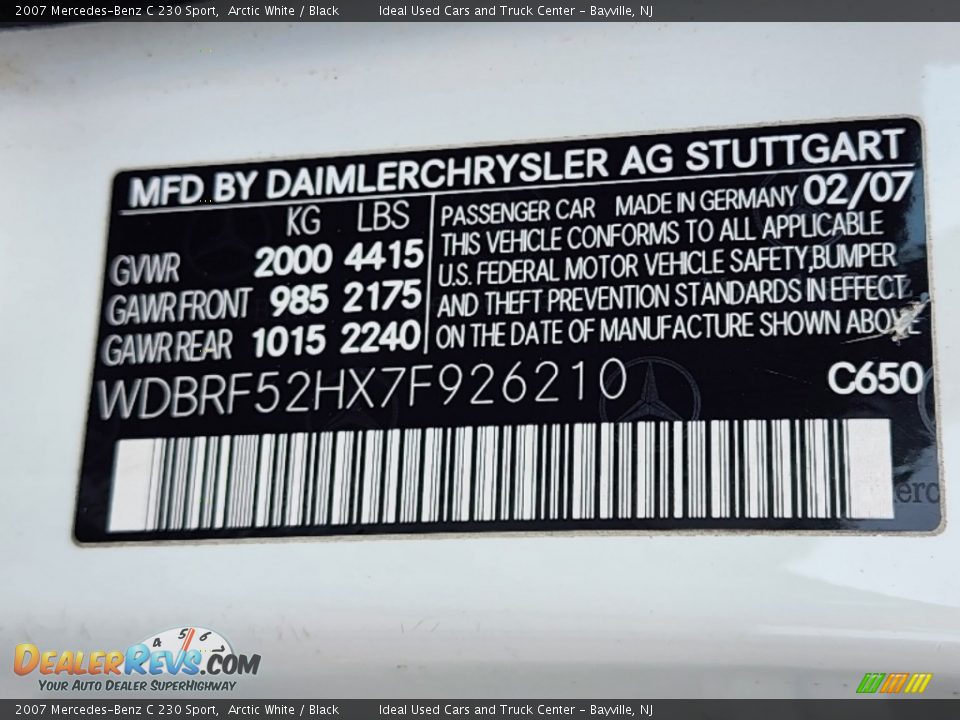 2007 Mercedes-Benz C 230 Sport, Arctic White / Black Ideal Used Cars and Truck Center - Bayville, NJ
MFD BY DAIMLERCHRYSLER AG STUTTGART
KG LBS
GVWR 2000 4415
GAWR FRONT 985 2175
GAWR REAR 1015 2240
PASSENGER CAR MADE IN GERMANY 02/07
THIS VEHICLE CONFORMS TO ALL APPLICABLE
U.S. FEDERAL MOTOR VEHICLE SAFETY,BUMPER
AND THEFT PREVENTION STANDARDS IN EFFECT
ON THE DATE OF MANUFACTURE SHOWN ABOVE
WDBRF52HX7F926210 C650
erc
4 5 6
DEALERREVS.COM
YOUR AUTO DEALER SUPERHIGHWAY
2007 Mercedes-Benz C 230 Sport, Arctic White / Black Ideal Used Cars and Truck Center - Bayville, NJ